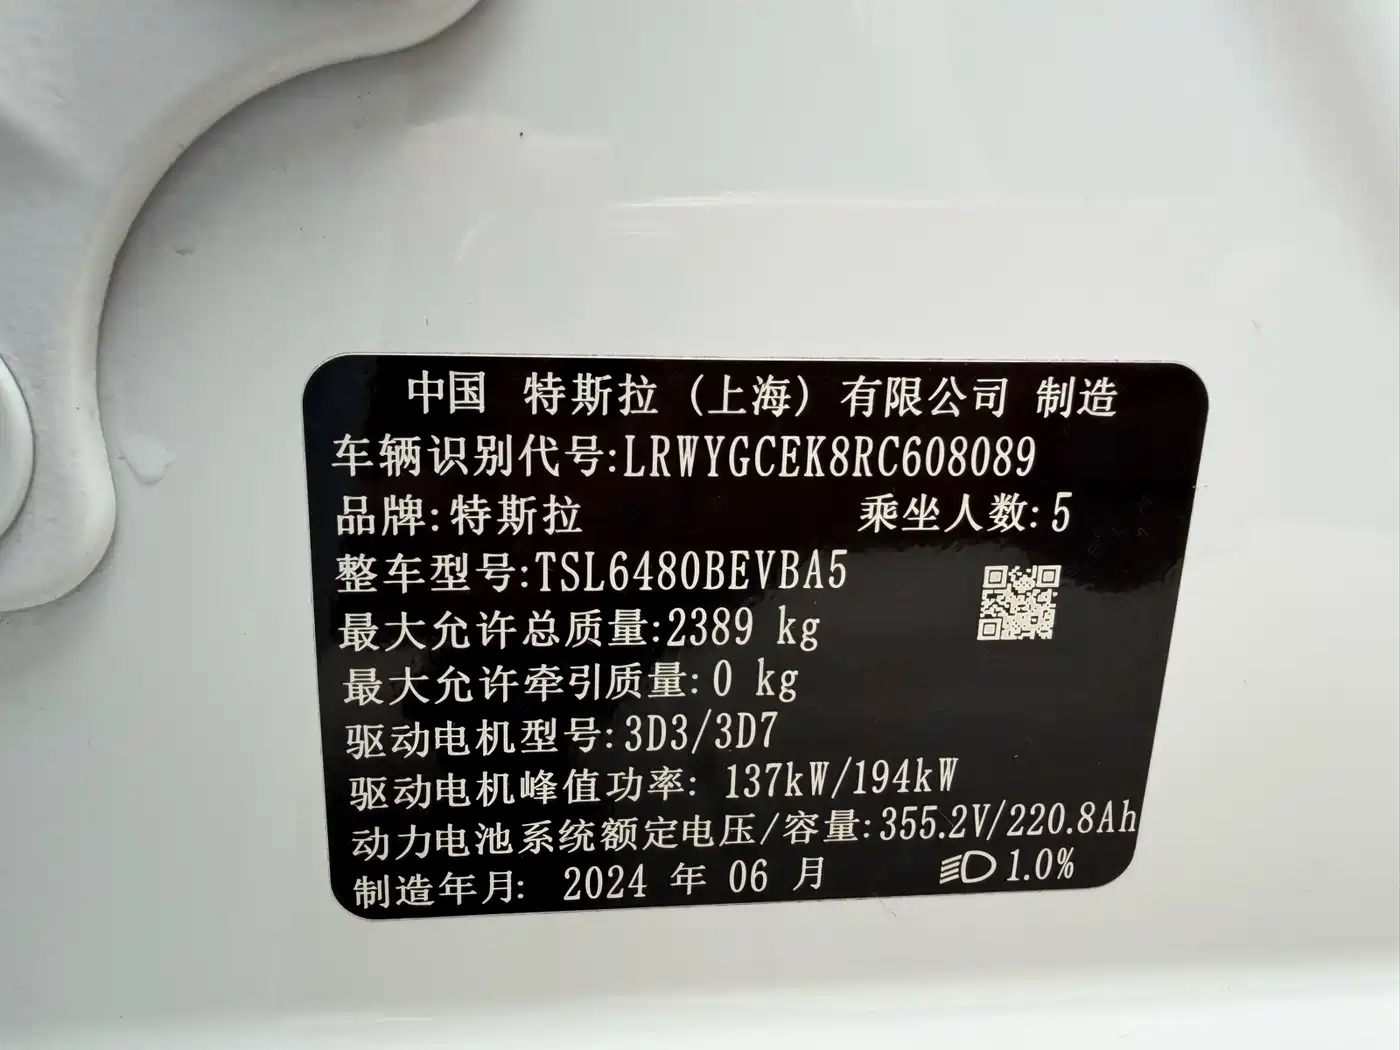 中国 特斯拉（上海）有限公司 制造
车辆识别代号:LRWYGCEK8RC608089
品牌:特斯拉 乘坐人数:5
整车型号:TSL6480BEVBA5
最大允许总质量:2389 kg
最大允许牵引质量:0 kg
驱动电机型号:3D3/3D7
驱动电机峰值功率: 137kW/194kW
动力电池系统额定电压/容量:355.2V/220.8Ah
制造年月: 2024 年 06 月 1.0%